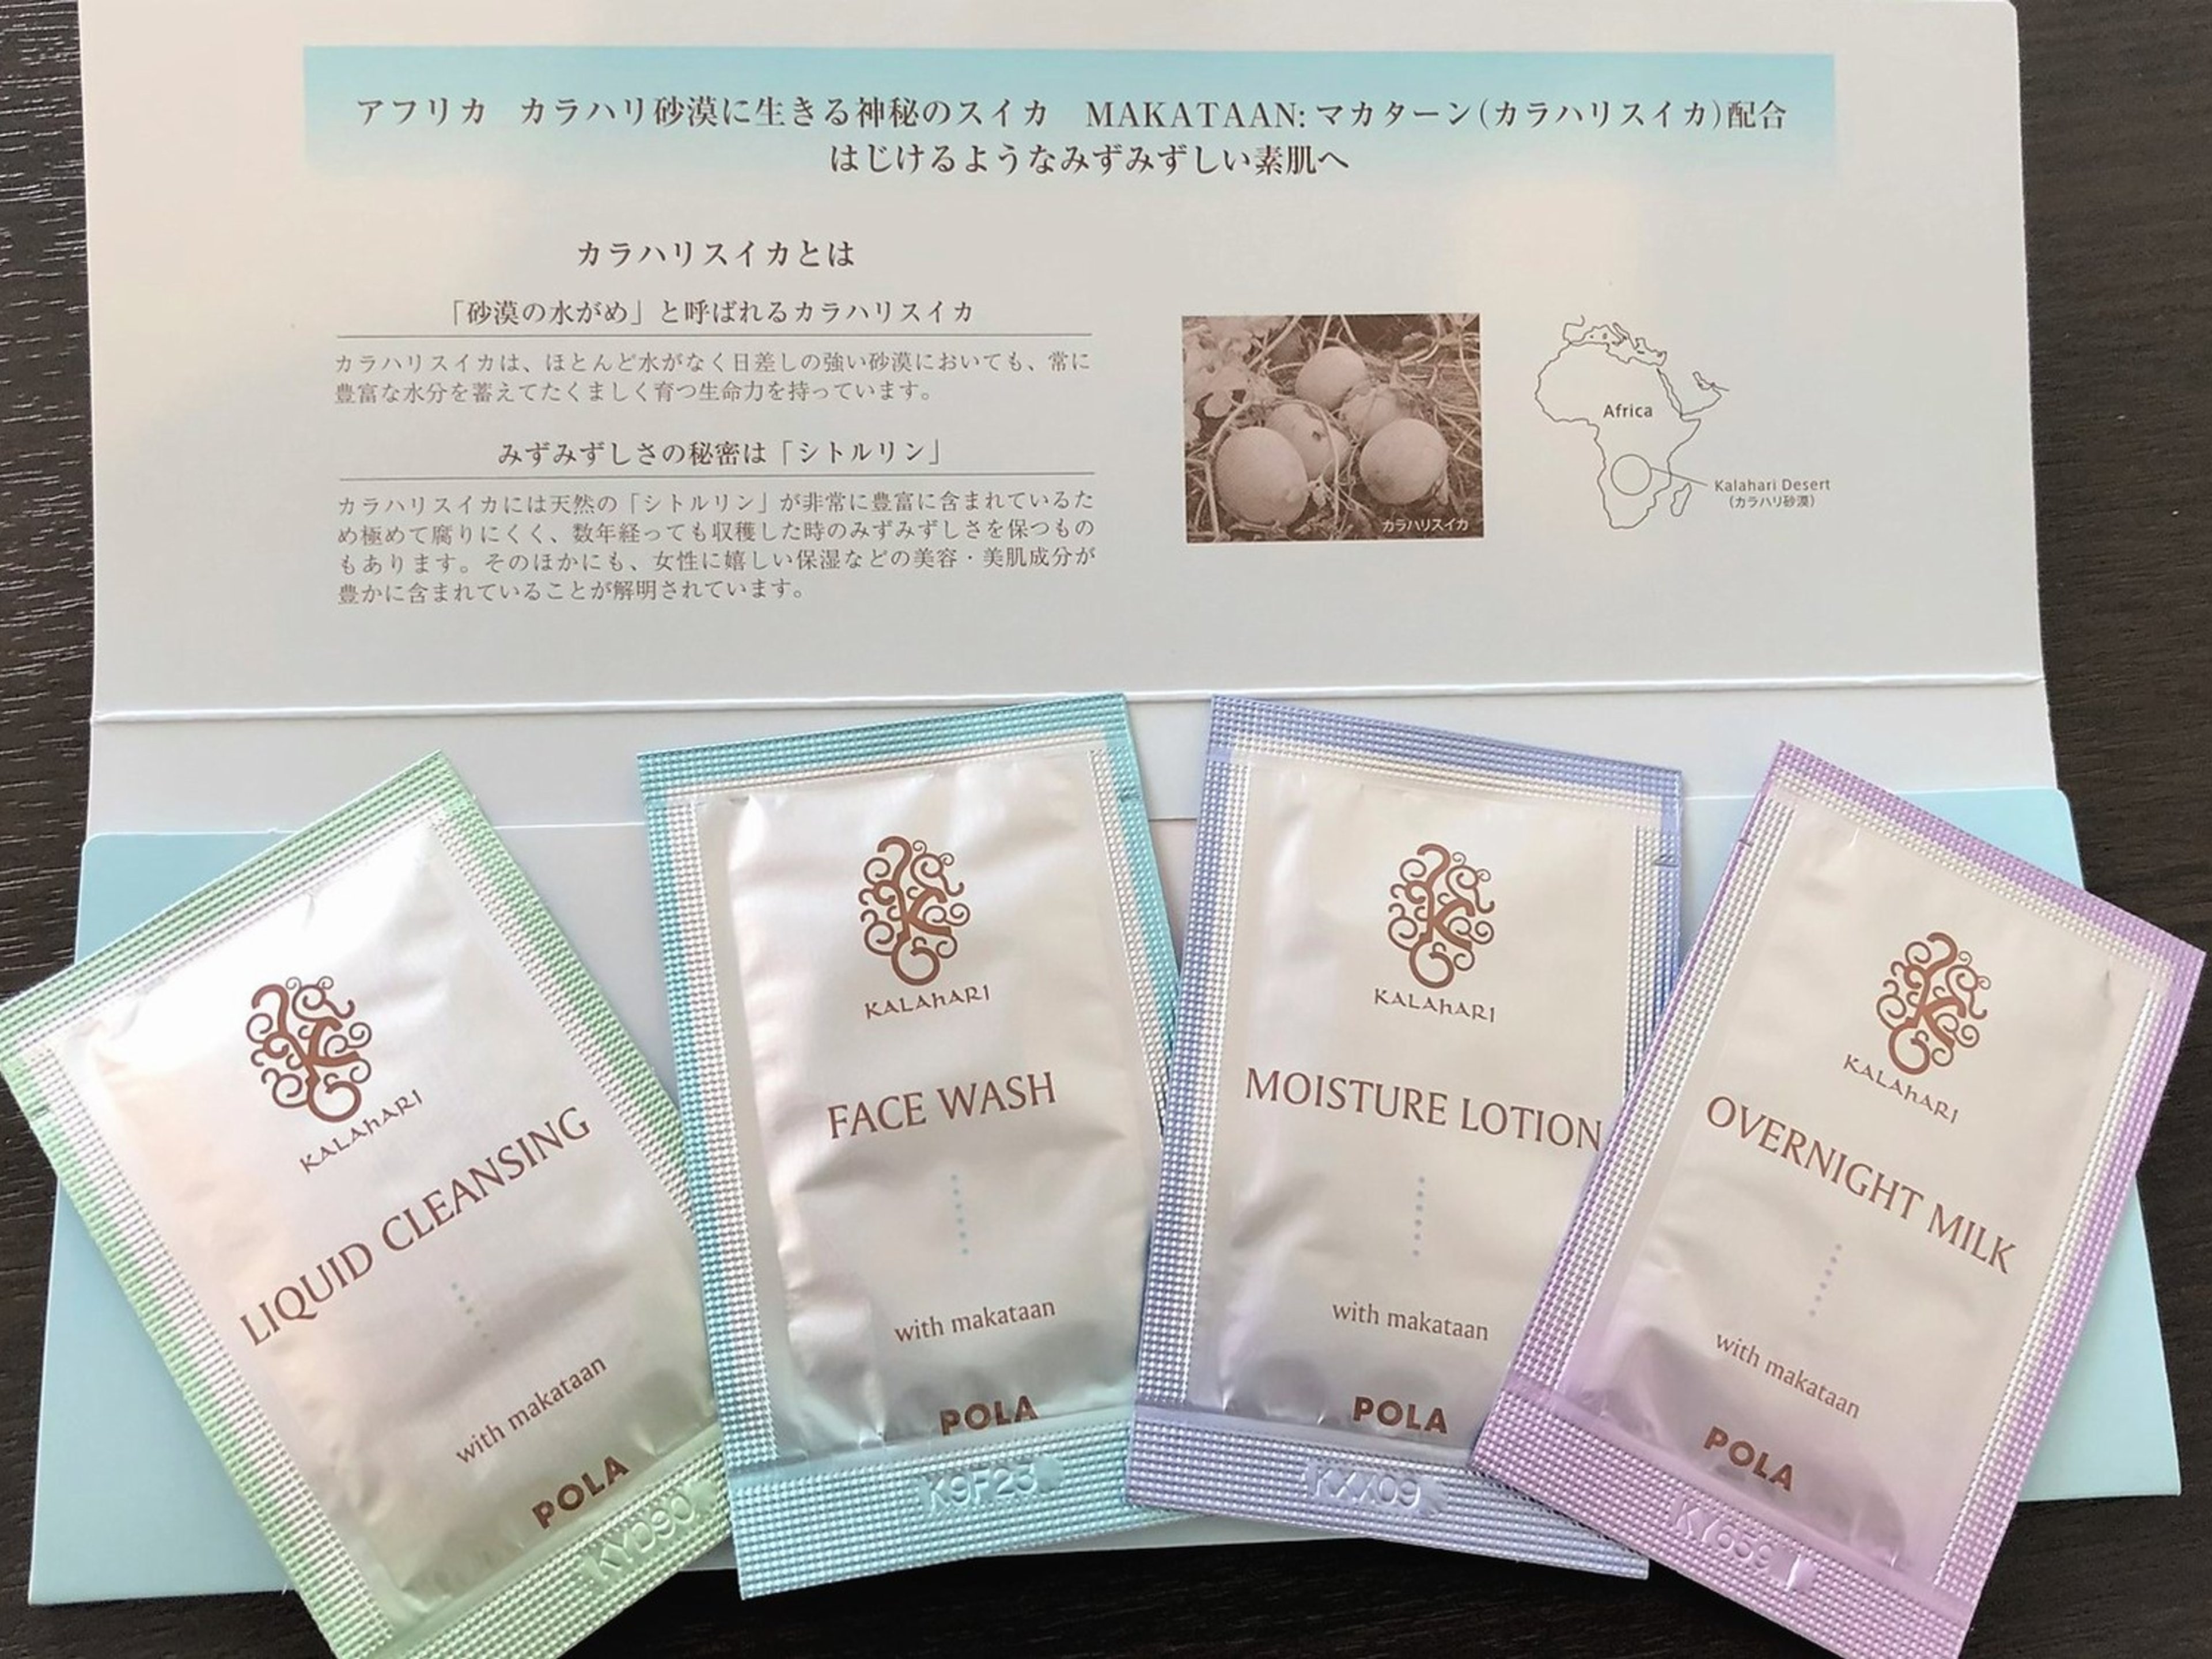 アフリカ カラハリ砂漠に生きる神秘のスイカ MAKATAAN:マカターン(カラハリスイカ)配合
はじけるようなみずみずしい素肌へ
カラハリスイカとは
「砂漠の水がめ」と呼ばれるカラハリスイカ
カラハリスイカは、ほとんど水がなく日差しの強い砂漠においても、常に
豊富な水分を蓄えてたくましく育つ生命力を持っています。
みずみずしさの秘密は「シトルリン」
カラハリスイカには天然の「シトルリン」が非常に豊富に含まれているた
め極めて腐りにくく、数年経っても収穫した時のみずみずしさを保つもの
もあります。そのほかにも、女性に嬉しい保湿などの美容・美肌成分が
豊かに含まれていることが解明されています。
カラハリスイカ
Africa
Kalahari Desert
(カラハリ砂漠)
KALAhARI
LIQUID CLEANSING
with makataan
POLA
KYD90
KALAhARI
FACE WASH
with makataan
POLA
K9F23
KALAhARI
MOISTURE LOTION
with makataan
POLA
KXX09
KALAhARI
OVERNIGHT MILK
with makataan
POLA
KY659